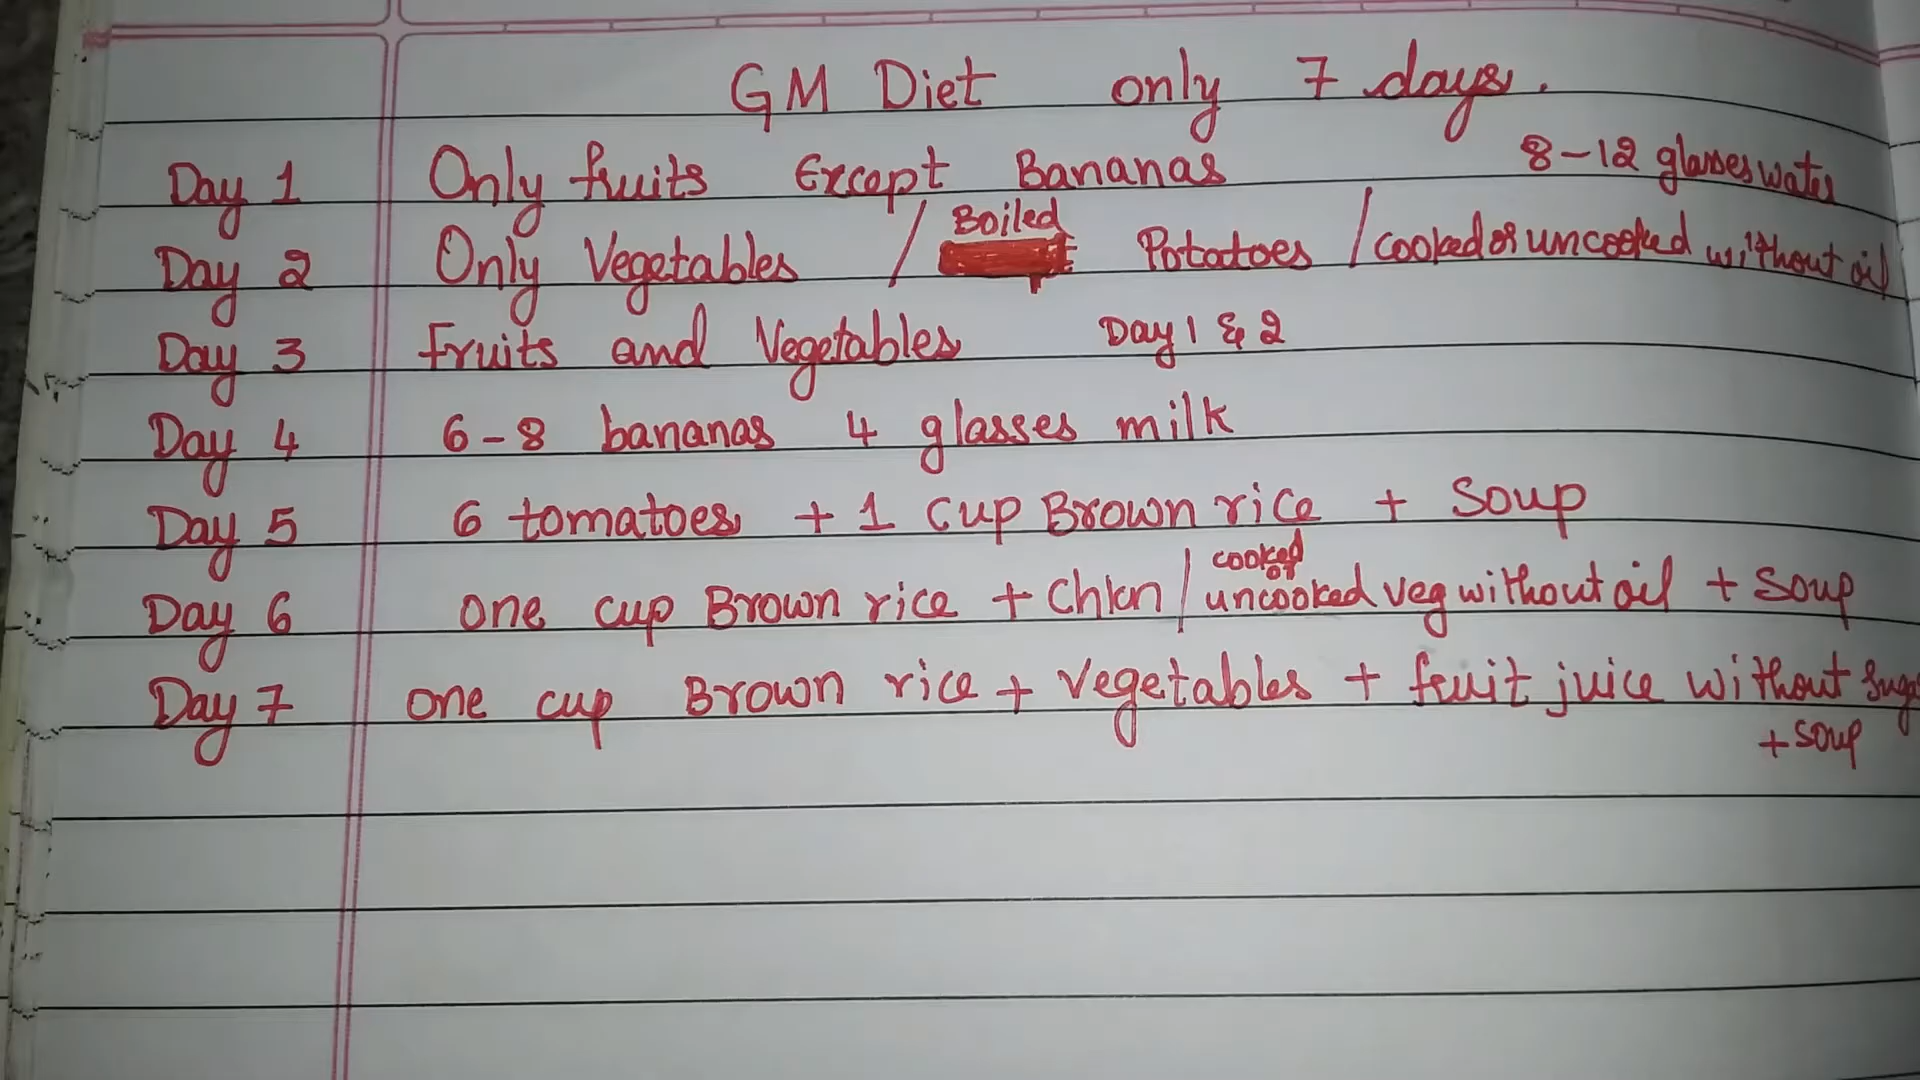 GM Diet only 7 days.
Day 1 Only fruits Except Bananas 8-12 glasses water
Day 2 Only Vegetables / Boiled Potatoes / cooked or uncooked without oil
Day 3 Fruits and Vegetables Day 1 & 2
Day 4 6-8 bananas 4 glasses milk
Day 5 6 tomatoes + 1 cup Brown rice + Soup
Day 6 one cup Brown rice + Chkn / cooked or uncooked veg without oil + Soup
Day 7 one cup Brown rice + Vegetables + fruit juice without Suga
+ Soup